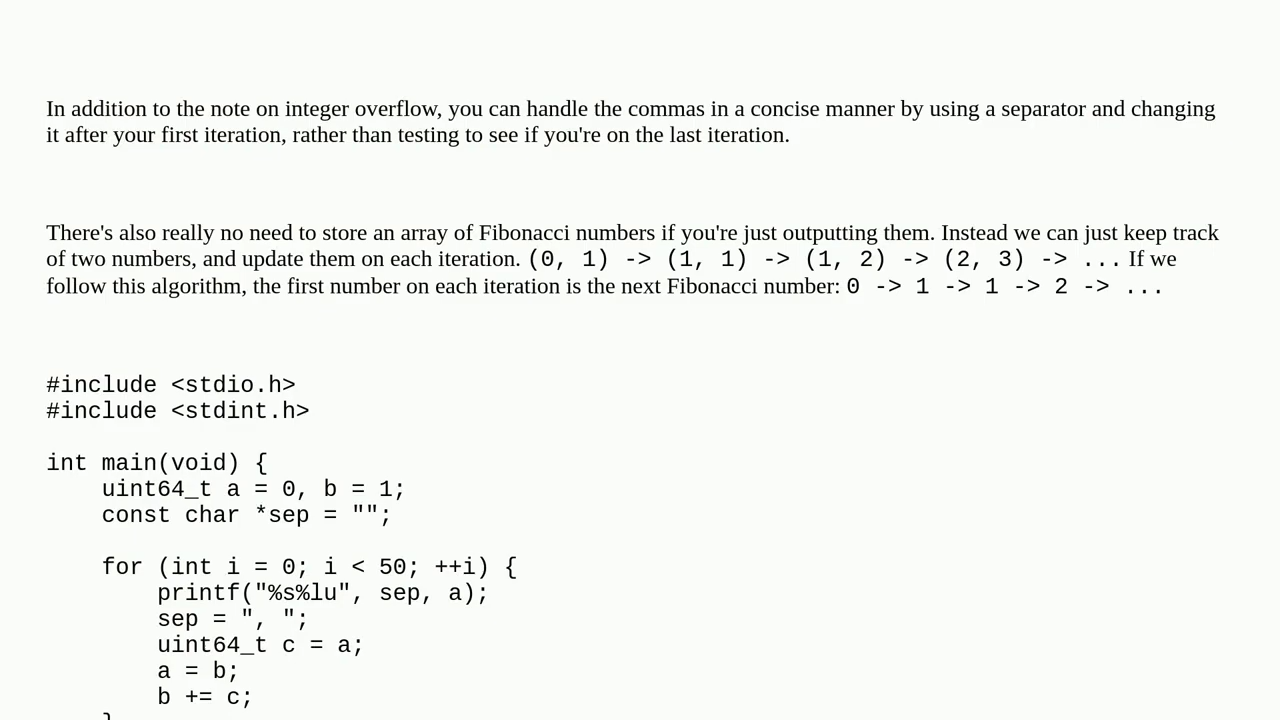 In addition to the note on integer overflow, you can handle the commas in a concise manner by using a separator and changing
it after your first iteration, rather than testing to see if you're on the last iteration.
There's also really no need to store an array of Fibonacci numbers if you're just outputting them. Instead we can just keep track
of two numbers, and update them on each iteration. (0, 1) -> (1, 1) -> (1, 2) -> (2, 3) -> ... If we
follow this algorithm, the first number on each iteration is the next Fibonacci number: 0 -> 1 -> 1 -> 2 -> ...
#include <stdio.h>
#include <stdint.h>
int main(void) {
    uint64_t a = 0, b = 1;
    const char *sep = "";
    for (int i = 0; i < 50; ++i) {
        printf("%s%lu", sep, a);
        sep = ", ";
        uint64_t c = a;
        a = b;
        b += c;
    }